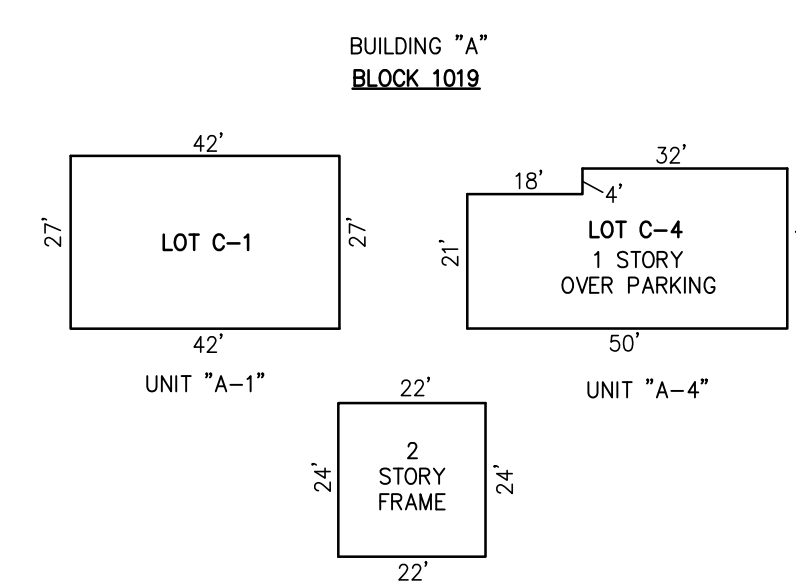 BUILDING "A"
BLOCK 1019
42'
27'
LOT C-1
27'
42'
UNIT "A-1"
32'
18'
4'
21'
LOT C-4
1 STORY
OVER PARKING
50'
UNIT "A-4"
22'
24'
2
STORY
FRAME
24'
22'